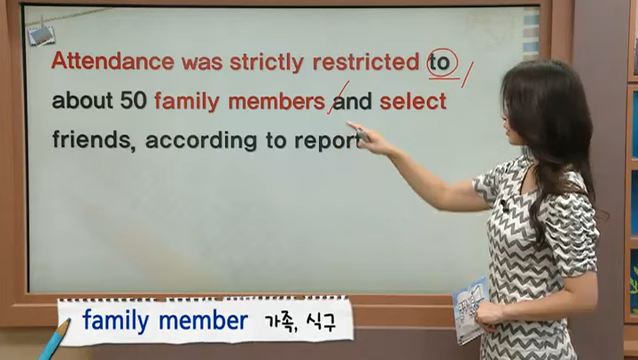 Attendance was strictly restricted to
about 50 family members and select
friends, according to report
family member 가족, 식구